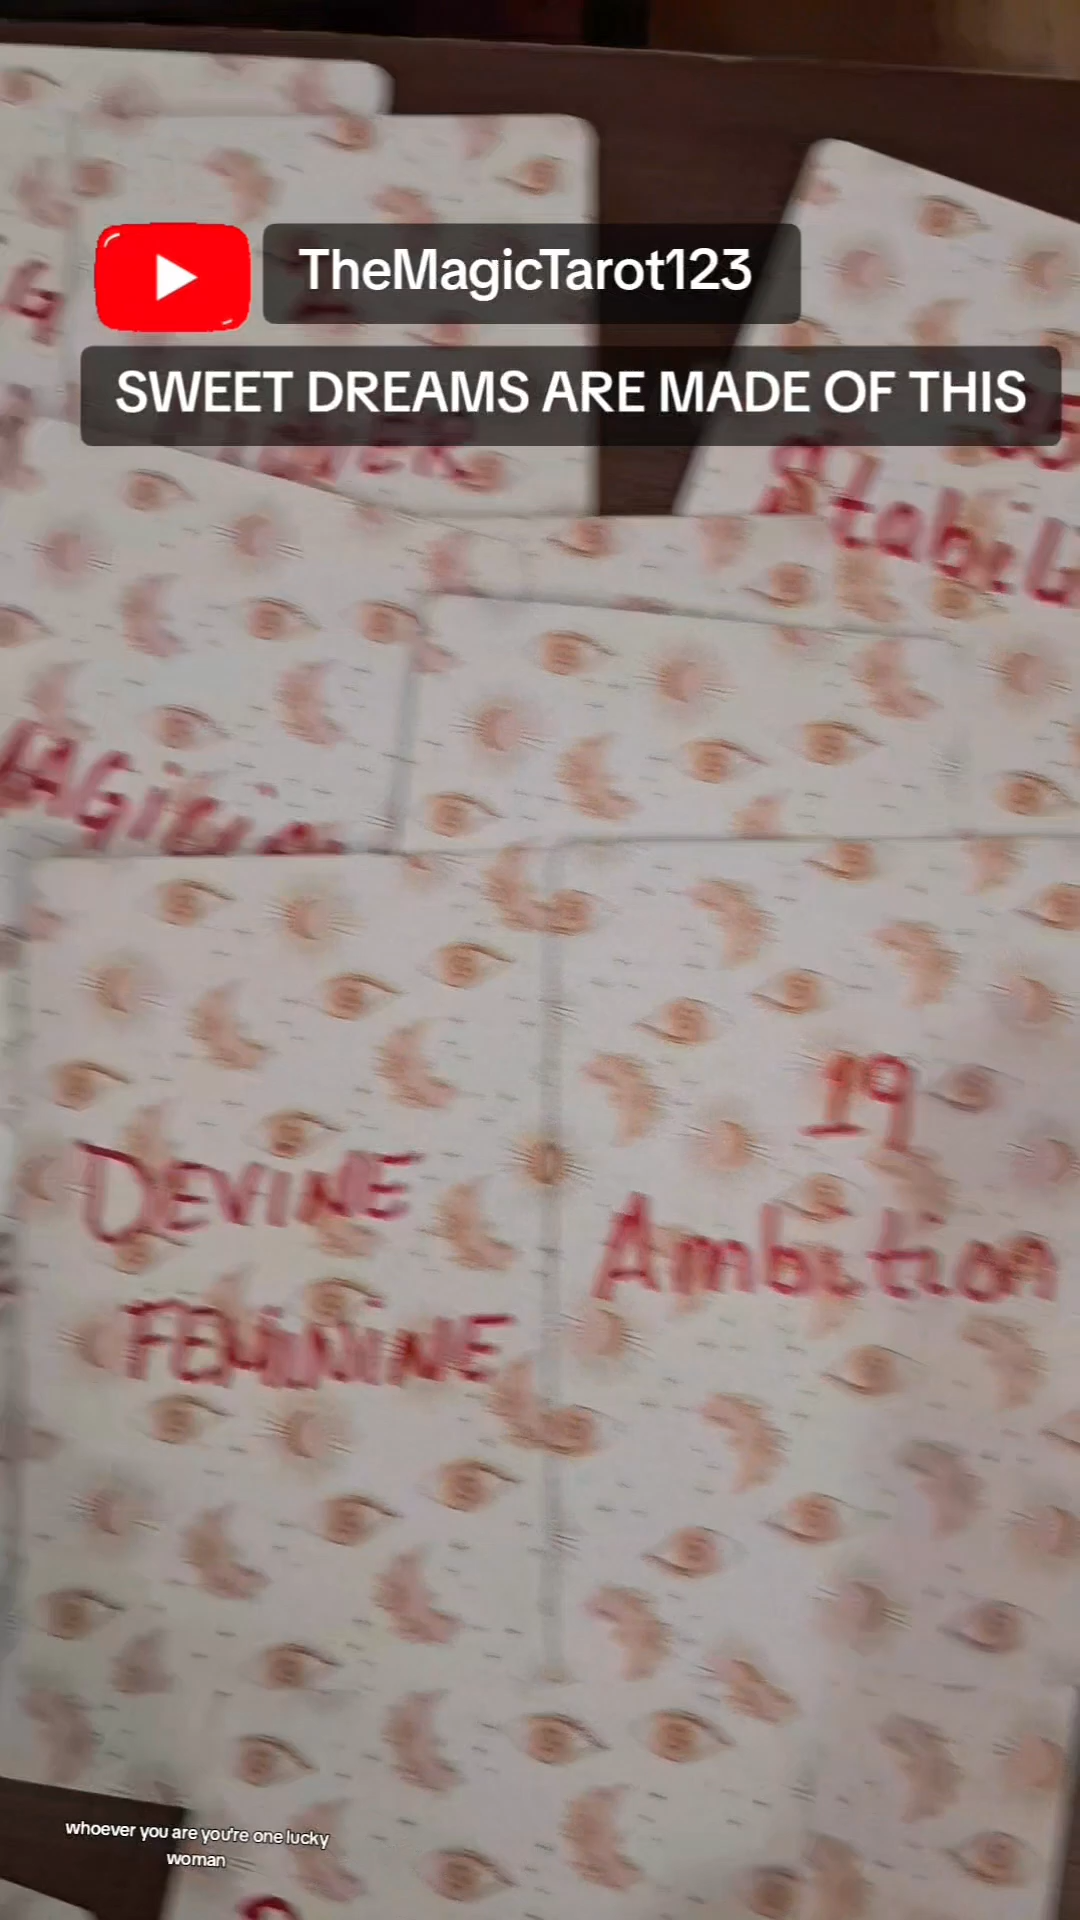 TheMagicTarot123
SWEET DREAMS ARE MADE OF THIS
DEVINE
FEMININE
19
Ambition
whoever you are you're one lucky
woman